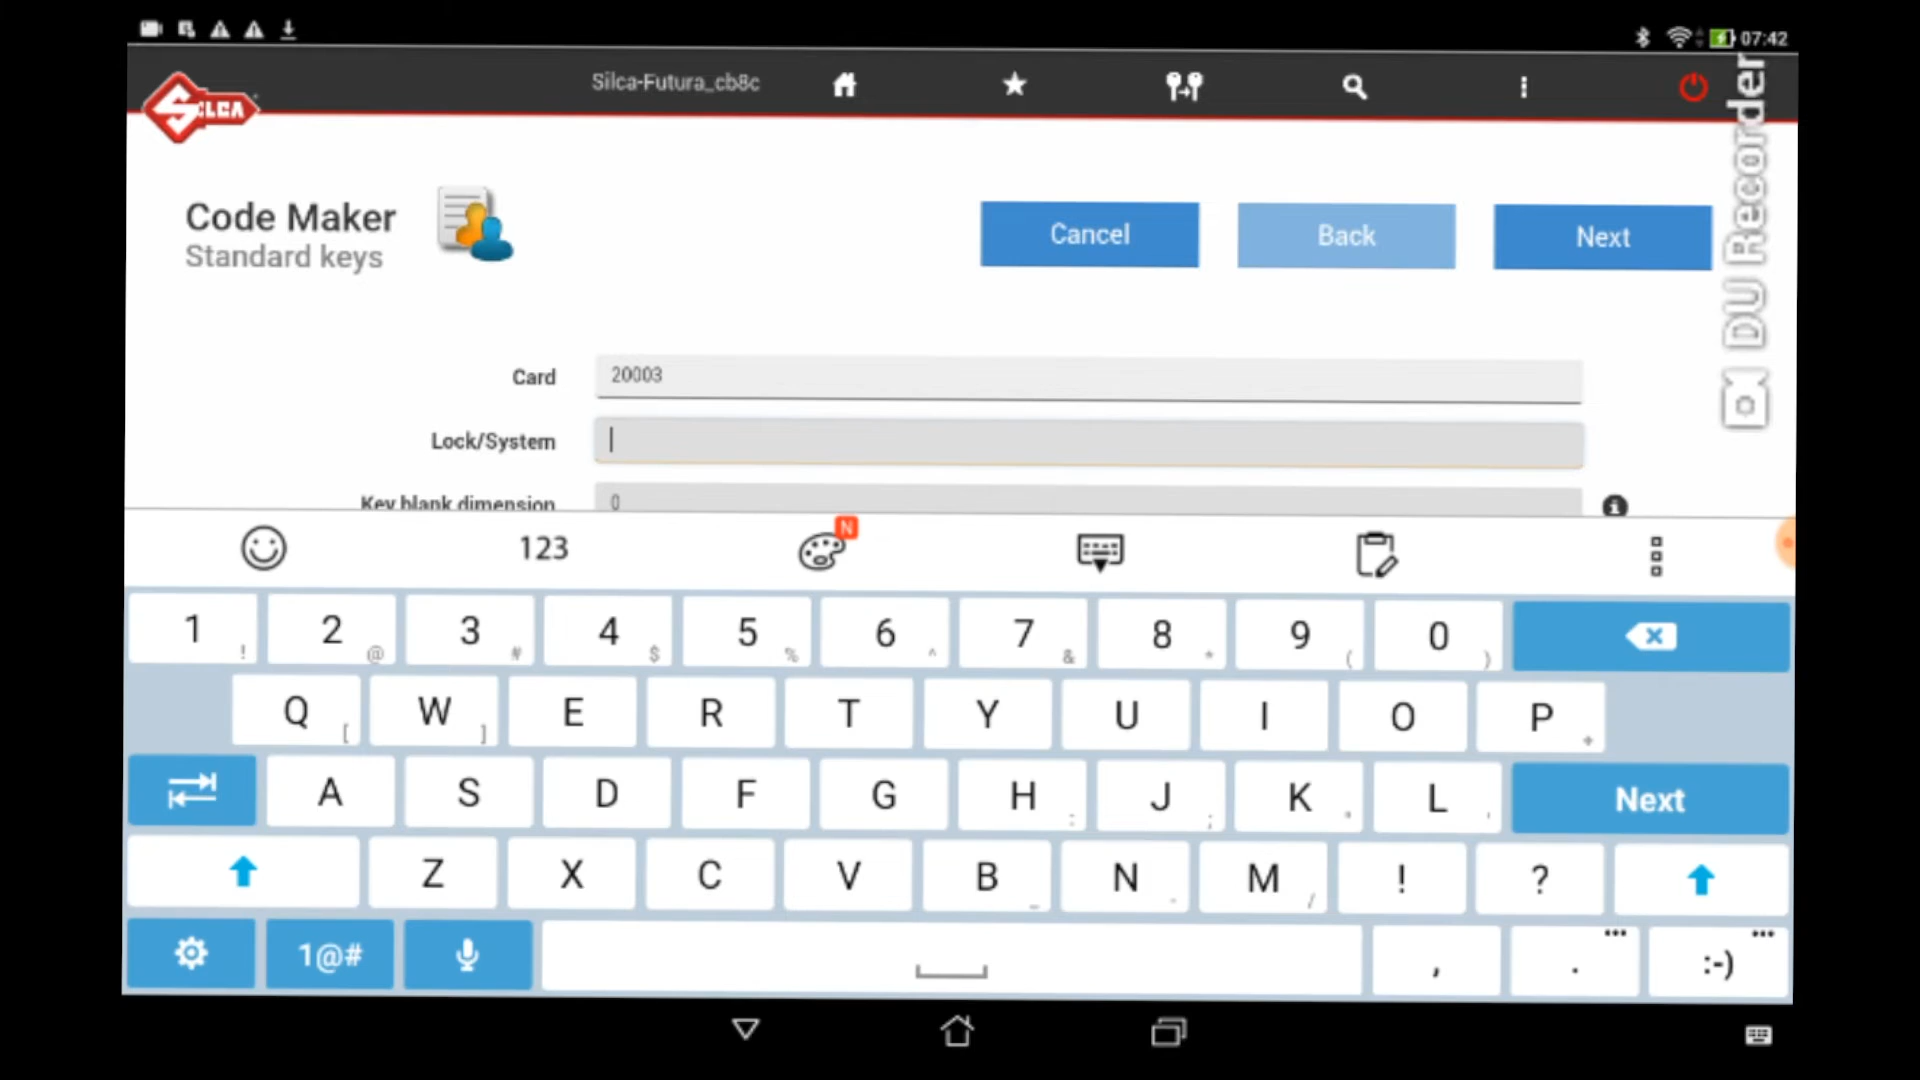 07:42
SILCA
Silca-Futura_cb8c
DU Recorder
Code Maker
Standard keys
Cancel
Back
Next
Card
20003
Lock/System
Key blank dimension
0
123
N
1 ! 2 @ 3 # 4 $ 5 % 6 ^ 7 & 8 * 9 ( 0 )
Q [ W ] E R T Y U I O P +
A S D F G H : J ; K " L ' Next
Z X C V B _ N - M / ! ?
1@# , . :-)